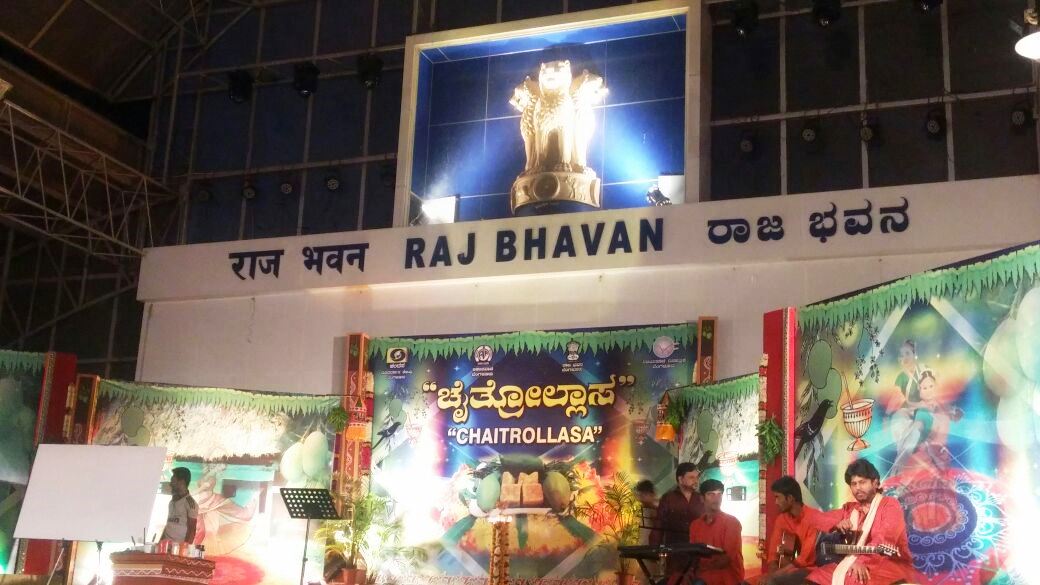 राज भवन RAJ BHAVAN ರಾಜ ಭವನ
"ಚೈತ್ರೋಲ್ಲಾಸ"
"CHAITROLLASA"